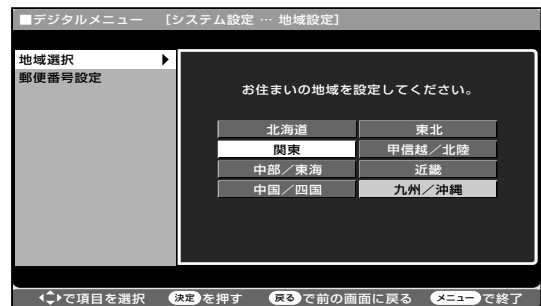 ■デジタルメニュー [システム設定 … 地域設定]
地域選択
郵便番号設定
お住まいの地域を設定してください。
北海道 東北
関東 甲信越／北陸
中部／東海 近畿
中国／四国 九州／沖縄
で項目を選択 決定を押す 戻るで前の画面に戻る メニューで終了